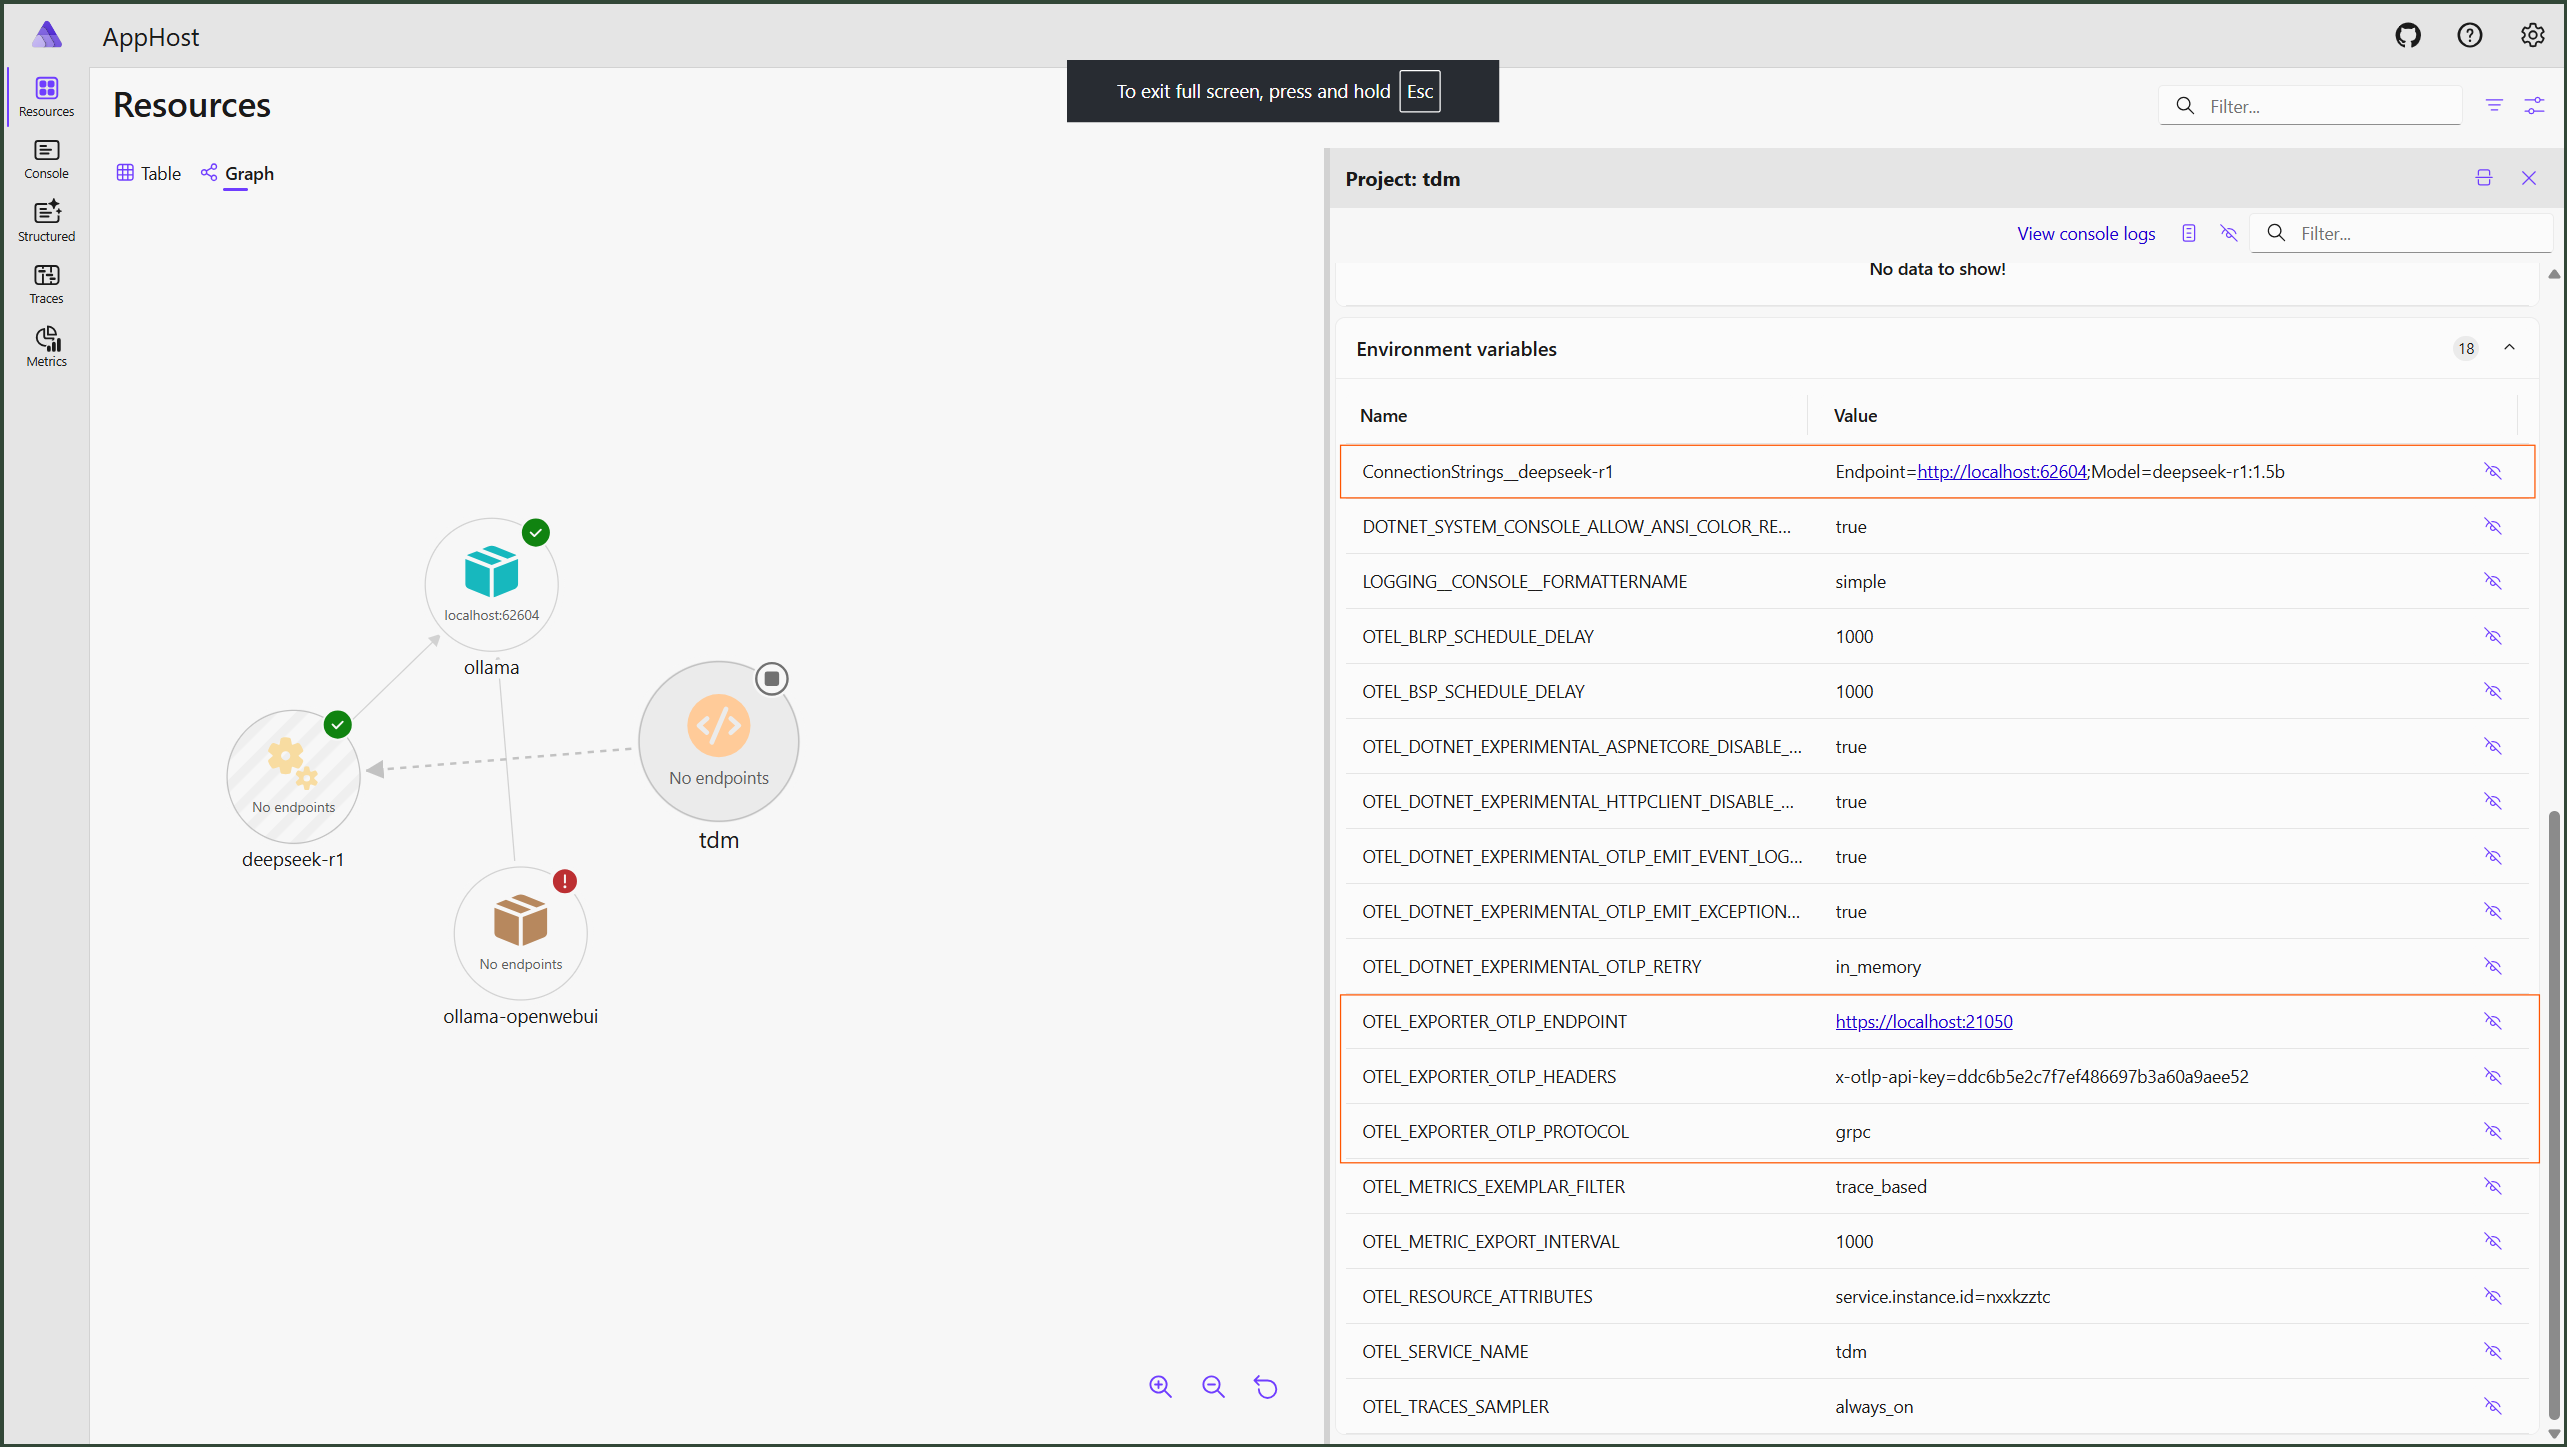 AppHost
To exit full screen, press and hold Esc
Resources
Console
Structured
Traces
Metrics
Resources
Filter...
Table
Graph
localhost:62604
ollama
No endpoints
deepseek-r1
No endpoints
tdm
No endpoints
ollama-openwebui
Project: tdm
View console logs
Filter...
No data to show!
Environment variables 18
Name Value
ConnectionStrings__deepseek-r1 Endpoint=http://localhost:62604;Model=deepseek-r1:1.5b
DOTNET_SYSTEM_CONSOLE_ALLOW_ANSI_COLOR_RE... true
LOGGING__CONSOLE__FORMATTERNAME simple
OTEL_BLRP_SCHEDULE_DELAY 1000
OTEL_BSP_SCHEDULE_DELAY 1000
OTEL_DOTNET_EXPERIMENTAL_ASPNETCORE_DISABLE_... true
OTEL_DOTNET_EXPERIMENTAL_HTTPCLIENT_DISABLE_... true
OTEL_DOTNET_EXPERIMENTAL_OTLP_EMIT_EVENT_LOG... true
OTEL_DOTNET_EXPERIMENTAL_OTLP_EMIT_EXCEPTION... true
OTEL_DOTNET_EXPERIMENTAL_OTLP_RETRY in_memory
OTEL_EXPORTER_OTLP_ENDPOINT https://localhost:21050
OTEL_EXPORTER_OTLP_HEADERS x-otlp-api-key=ddc6b5e2c7f7ef486697b3a60a9aee52
OTEL_EXPORTER_OTLP_PROTOCOL grpc
OTEL_METRICS_EXEMPLAR_FILTER trace_based
OTEL_METRIC_EXPORT_INTERVAL 1000
OTEL_RESOURCE_ATTRIBUTES service.instance.id=nxxkzztc
OTEL_SERVICE_NAME tdm
OTEL_TRACES_SAMPLER always_on